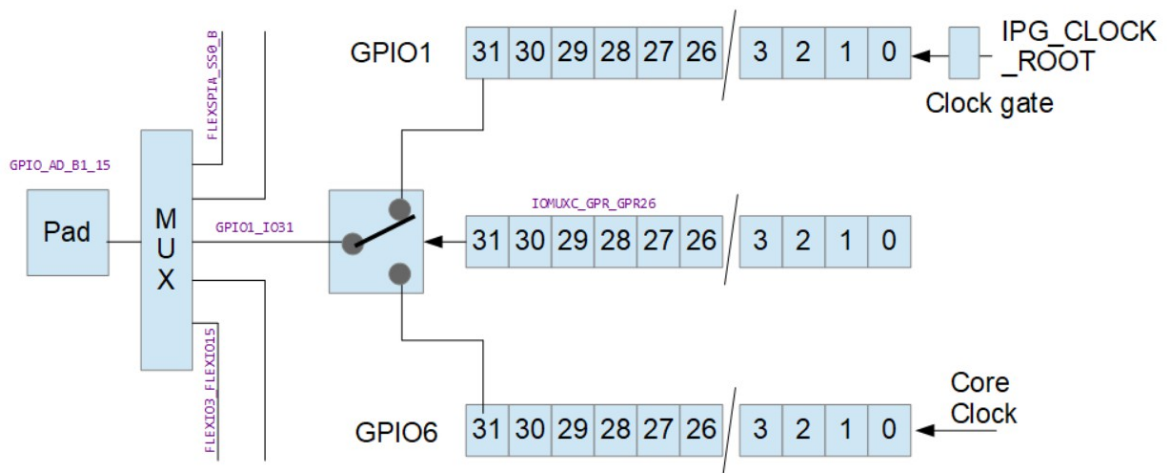 FLEXSPIA_SS0_B
GPIO1
31 30 29 28 27 26 3 2 1 0
IPG_CLOCK
_ROOT
Clock gate
GPIO_AD_B1_15
Pad
MUX
GPIO1_IO31
IOMUXC_GPR_GPR26
31 30 29 28 27 26 3 2 1 0
FLEXIO3_FLEXIO15
GPIO6
31 30 29 28 27 26 3 2 1 0
Core
Clock